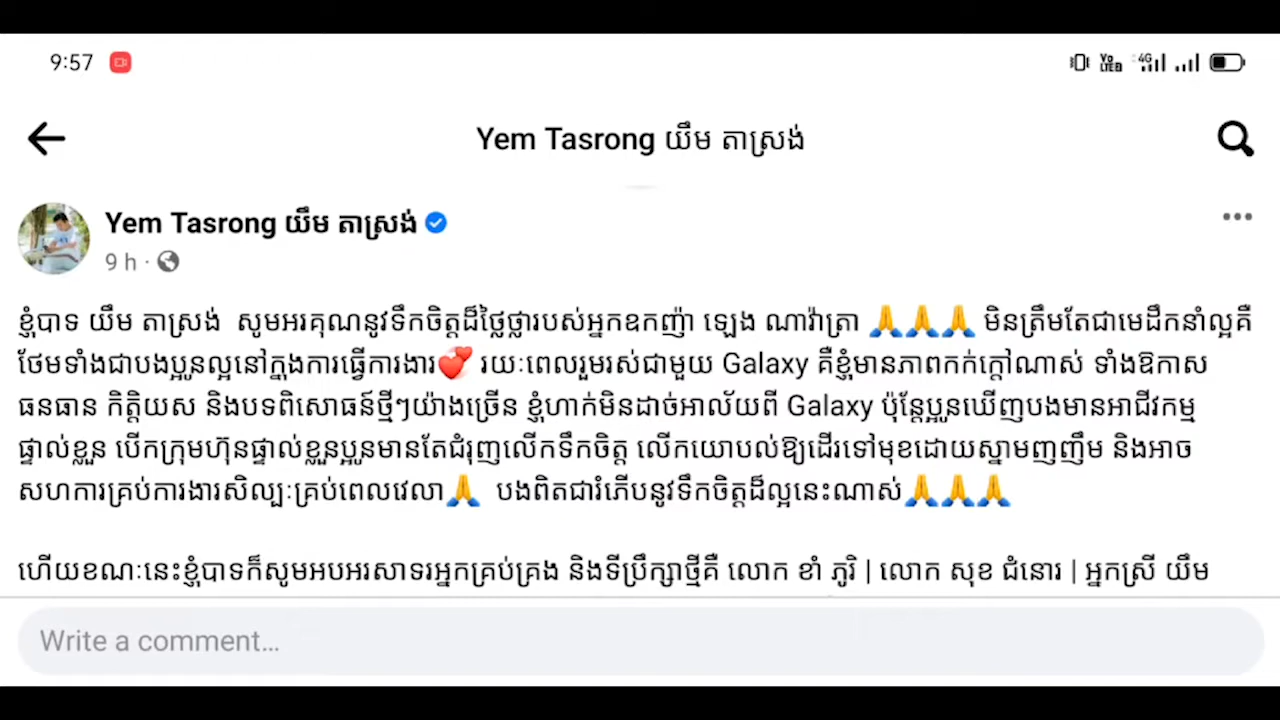 9:57
Vo LTE2 4G
Yem Tasrong យឹម តាស្រង់
Yem Tasrong យឹម តាស្រង់
9 h ·
ខ្ញុំបាទ យឹម តាស្រង់ សូមអរគុណនូវទឹកចិត្តដ៏ថ្លៃថ្លារបស់អ្នកឧកញ៉ា ឡេង ណាវ៉ាត្រា 🙏🙏🙏 មិនត្រឹមតែជាមេដឹកនាំល្អគឺ
ថែមទាំងជាបងប្អូនល្អនៅក្នុងការធ្វើការងារ💞 រយៈពេលរួមរស់ជាមួយ Galaxy គឺខ្ញុំមានភាពកក់ក្តៅណាស់ ទាំងឱកាស
ធនធាន កិត្តិយស និងបទពិសោធន៍ថ្មីៗយ៉ាងច្រើន ខ្ញុំហាក់មិនដាច់អាល័យពី Galaxy ប៉ុន្តែប្អូនឃើញបងមានអាជីវកម្ម
ផ្ទាល់ខ្លួន បើកក្រុមហ៊ុនផ្ទាល់ខ្លួនប្អូនមានតែជំរុញលើកទឹកចិត្ត លើកយោបល់ឱ្យដើរទៅមុខដោយស្នាមញញឹម និងអាច
សហការគ្រប់ការងារសិល្បៈគ្រប់ពេលវេលា🙏 បងពិតជារំភើបនូវទឹកចិត្តដ៏ល្អនេះណាស់🙏🙏🙏
ហើយខណៈនេះខ្ញុំបាទក៏សូមអបអរសាទរអ្នកគ្រប់គ្រង និងទីប្រឹក្សាថ្មីគឺ លោក ខាំ ភូរិ | លោក សុខ ជំនោរ | អ្នកស្រី យឹម
Write a comment...